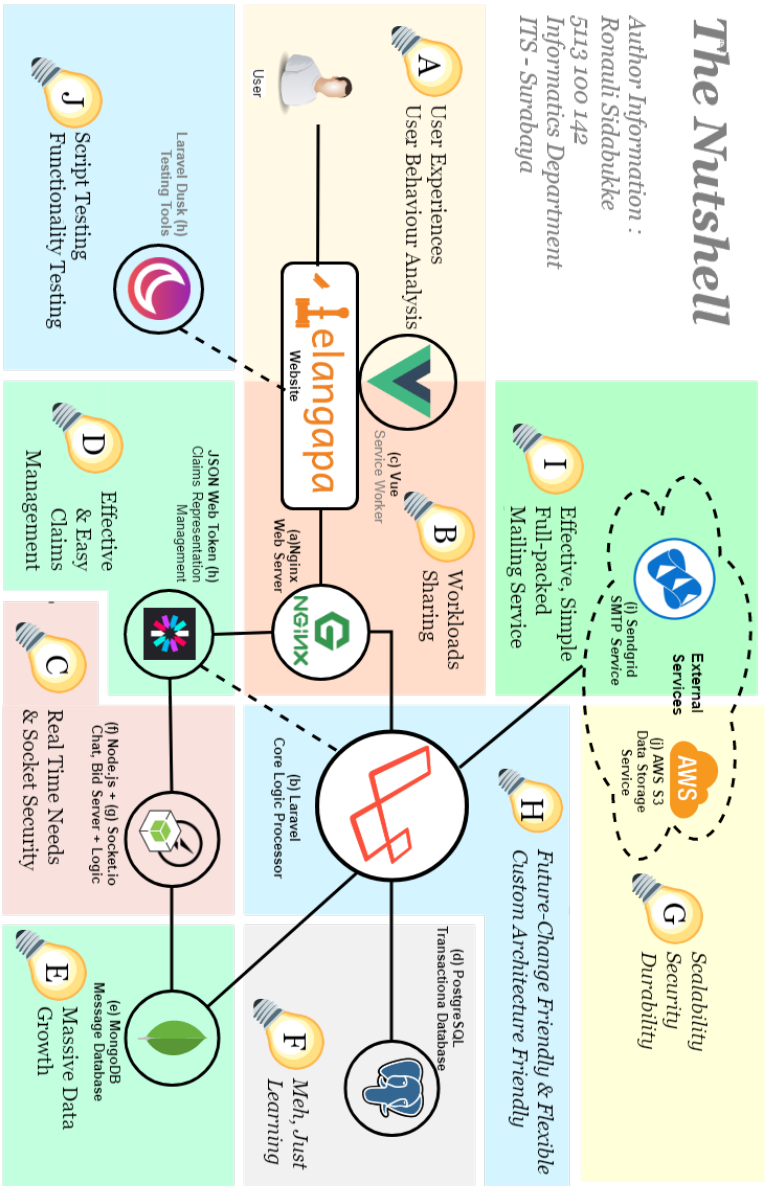 The Nutshell
Author Information :
Ronauli Sidabukke
5113 100 142
Informatics Department
ITS - Surabaya
A
User Experiences
User Behaviour Analysis
User
lelangapa
Website
(c) Vue
Service Worker
B
Workloads
Sharing
(a)Nginx
Web Server
NGINX
I
Effective, Simple
Full-packed
Mailing Service
(i) Sendgrid
SMTP Service
External
Services
AWS
(j) AWS S3
Data Storage
Service
G
Scalability
Security
Durability
H
Future-Change Friendly & Flexible
Custom Architecture Friendly
(b) Laravel
Core Logic Processor
(d) PostgreSQL
Transactiona Database
F
Meh, Just
Learning
J
Script Testing
Functionality Testing
Laravel Dusk (h)
Testing Tools
D
Effective
& Easy
Claims
Management
JSON Web Token (h)
Claims Representation
Management
C
Real Time Needs
& Socket Security
(f) Node.js + (g) Socket.io
Chat, Bid Server + Logic
E
Massive Data
Growth
(e) MongoDB
Message Database